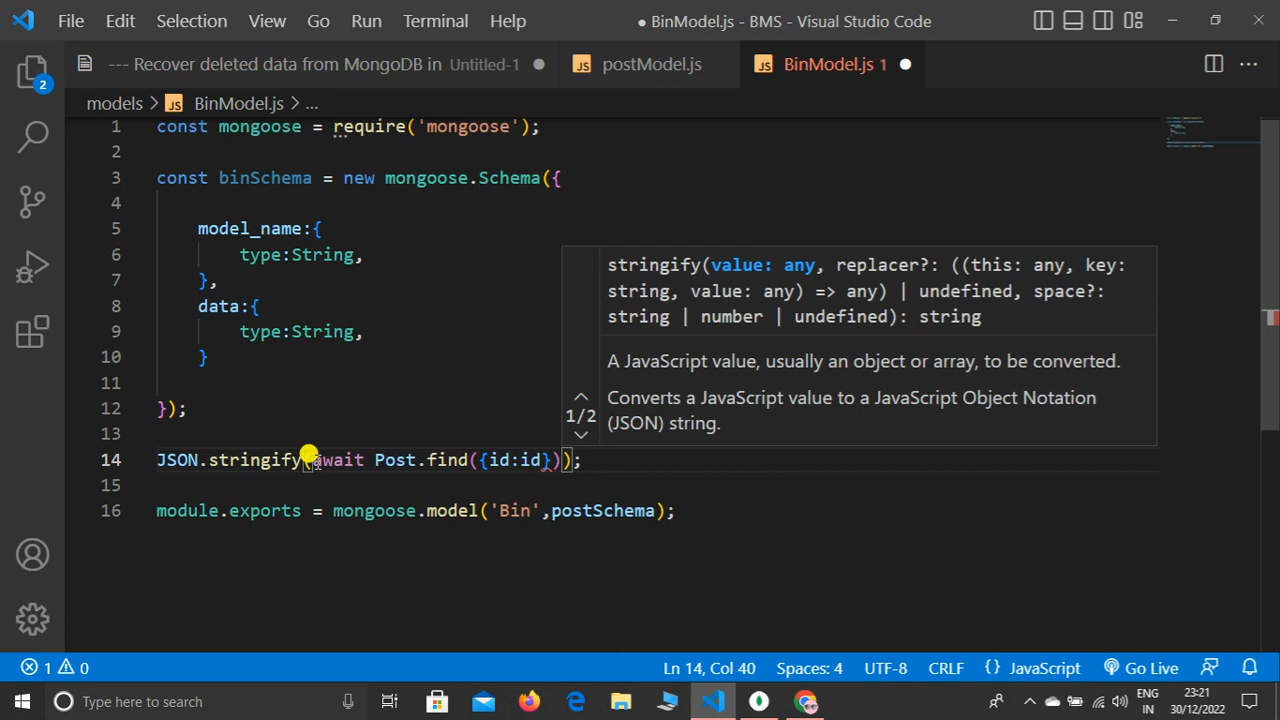 File Edit Selection View Go Run Terminal Help ● BinModel.js - BMS - Visual Studio Code
2
--- Recover deleted data from MongoDB in Untitled-1
JS postModel.js
JS BinModel.js 1
models > JS BinModel.js > ...
1 const mongoose = require('mongoose');
2
3 const binSchema = new mongoose.Schema({
4
5 model_name:{
6 type:String,
7 },
8 data:{
9 type:String,
10 }
11
12 });
13
14 JSON.stringify(await Post.find({id:id}));
15
16 module.exports = mongoose.model('Bin',postSchema);
stringify(value: any, replacer?: ((this: any, key:
string, value: any) => any) | undefined, space?:
string | number | undefined): string
A JavaScript value, usually an object or array, to be converted.
1/2
Converts a JavaScript value to a JavaScript Object Notation
(JSON) string.
1 0 Ln 14, Col 40 Spaces: 4 UTF-8 CRLF {} JavaScript Go Live
Type here to search
ENG
IN
23:21
30/12/2022